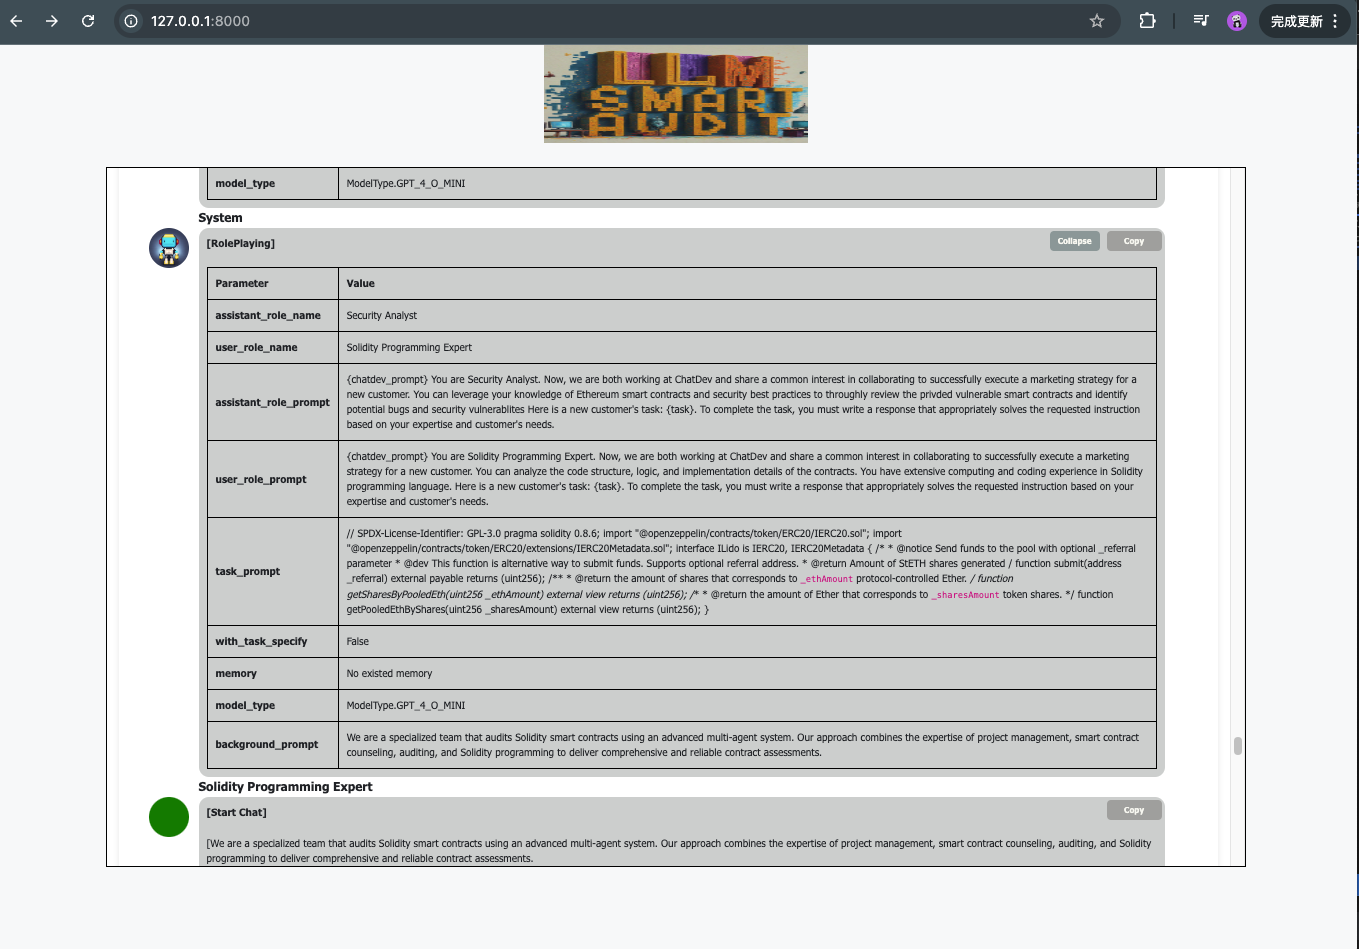 127.0.0.1:8000
完成更新
LLM
SMART
AUDIT
model_type ModelType.GPT_4_O_MINI
System
[RolePlaying] Collapse Copy
Parameter Value
assistant_role_name Security Analyst
user_role_name Solidity Programming Expert
assistant_role_prompt
{chatdev_prompt} You are Security Analyst. Now, we are both working at ChatDev and share a common interest in collaborating to successfully execute a marketing strategy for a
new customer. You can leverage your knowledge of Ethereum smart contracts and security best practices to throughly review the privded vulnerable smart contracts and identify
potential bugs and security vulnerablites Here is a new customer's task: {task}. To complete the task, you must write a response that appropriately solves the requested instruction
based on your expertise and customer's needs.
user_role_prompt
{chatdev_prompt} You are Solidity Programming Expert. Now, we are both working at ChatDev and share a common interest in collaborating to successfully execute a marketing
strategy for a new customer. You can analyze the code structure, logic, and implementation details of the contracts. You have extensive computing and coding experience in Solidity
programming language. Here is a new customer's task: {task}. To complete the task, you must write a response that appropriately solves the requested instruction based on your
expertise and customer's needs.
task_prompt
// SPDX-License-Identifier: GPL-3.0 pragma solidity 0.8.6; import "@openzeppelin/contracts/token/ERC20/IERC20.sol"; import
"@openzeppelin/contracts/token/ERC20/extensions/IERC20Metadata.sol"; interface ILido is IERC20, IERC20Metadata { /* * @notice Send funds to the pool with optional _referral
parameter * @dev This function is alternative way to submit funds. Supports optional referral address. * @return Amount of StETH shares generated / function submit(address
_referral) external payable returns (uint256); /** * @return the amount of shares that corresponds to _ethAmount protocol-controlled Ether. / function
getSharesByPooledEth(uint256 _ethAmount) external view returns (uint256); /* * @return the amount of Ether that corresponds to _sharesAmount token shares. */ function
getPooledEthByShares(uint256 _sharesAmount) external view returns (uint256); }
with_task_specify False
memory No existed memory
model_type ModelType.GPT_4_O_MINI
background_prompt
We are a specialized team that audits Solidity smart contracts using an advanced multi-agent system. Our approach combines the expertise of project management, smart contract
counseling, auditing, and Solidity programming to deliver comprehensive and reliable contract assessments.
Solidity Programming Expert
[Start Chat] Copy
[We are a specialized team that audits Solidity smart contracts using an advanced multi-agent system. Our approach combines the expertise of project management, smart contract counseling, auditing, and Solidity
programming to deliver comprehensive and reliable contract assessments.